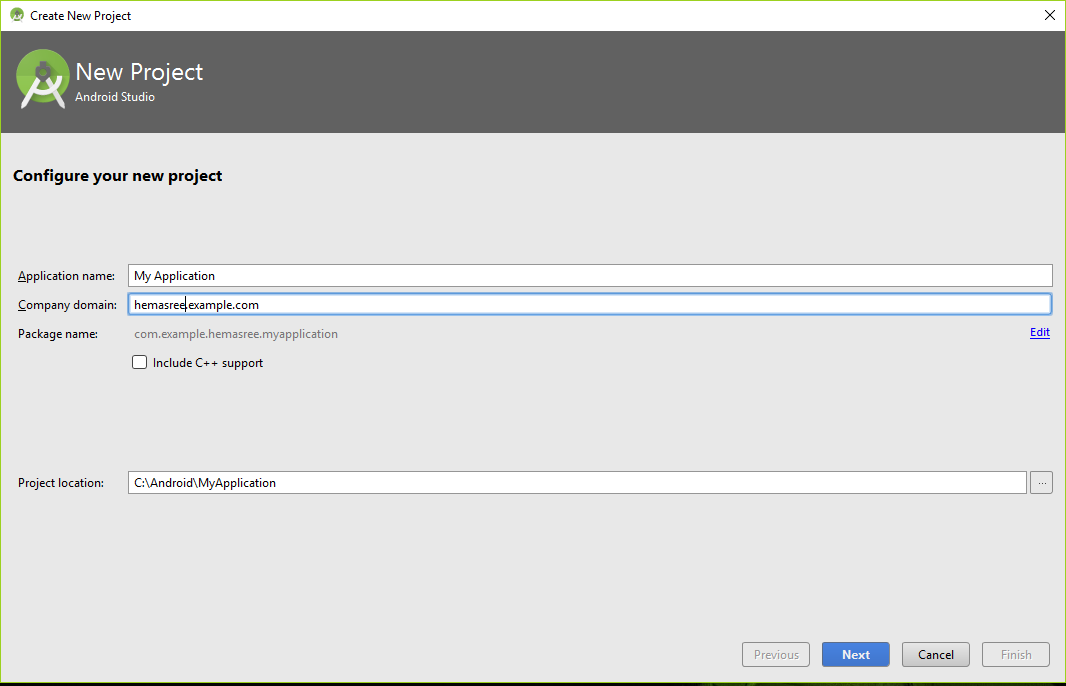 Create New Project
New Project
Android Studio
Configure your new project
Application name: My Application
Company domain: hemasree.example.com
Package name: com.example.hemasree.myapplication Edit
Include C++ support
Project location: C:\Android\MyApplication ...
Previous Next Cancel Finish